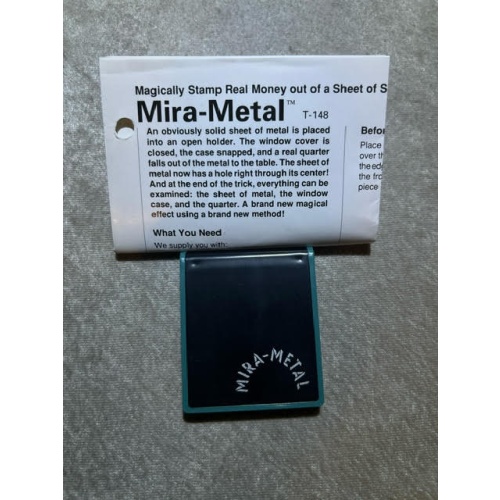 Magically Stamp Real Money out of a Sheet of S
Mira-Metal™ T-148
An obviously solid sheet of metal is placed
into an open holder. The window cover is
closed, the case snapped, and a real quarter
falls out of the metal to the table. The sheet of
metal now has a hole right through its center!
And at the end of the trick, everything can be
examined: the sheet of metal, the window
case, and the quarter. A brand new magical
effect using a brand new method!
What You Need
We supply you with:
Befor
Place
over th
the ed
the fro
piece
MIRA-METAL